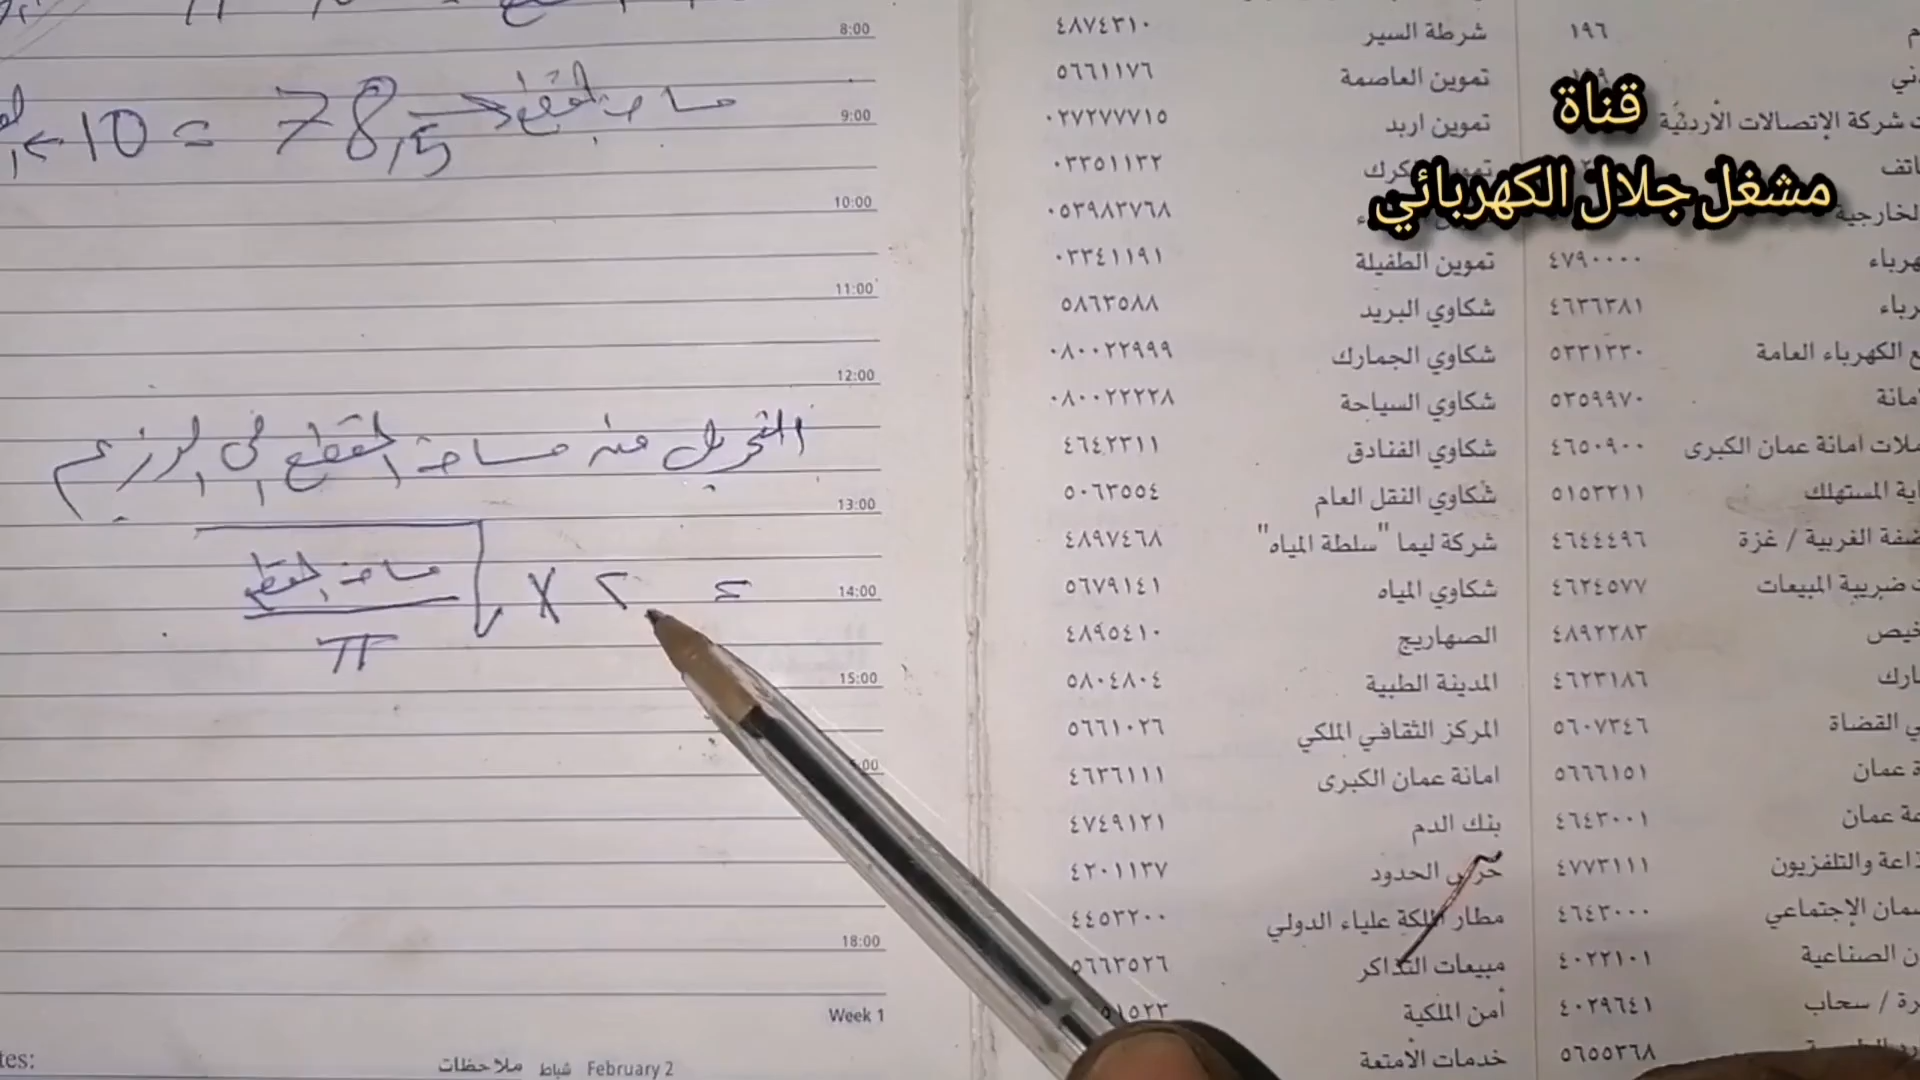 8:00
10 = 78,5 → مساحة المقطع
9:00
10:00
11:00
12:00
التحويل من مساحة المقطع الى
13:00
= ٢ X √ مساحة المقطع
π
14:00
15:00
18:00
Week 1
ملاحظات شباط February 2
قناة
مشغل جلال الكهربائي
شرطة السير ٤٨٧٤٣١٠
١٩٦
تموين العاصمة ٥٦٦١١٧٦
شركة الإتصالات الأردنية
تموين اربد ٠٢٧٢٧٧٧١٥
٠٣٣٥١١٣٢
الخارجية
٠٥٣٩٨٣٧٦٨
٤٧٩٠٠٠٠
تموين الطفيلة ٠٣٣٤١١٩١
٤٦٣٦٣٨١
شكاوي البريد ٥٨٦٣٥٨٨
الكهرباء العامة ٥٣٣١٣٣٠
شكاوي الجمارك ٠٨٠٠٢٢٩٩٩
٥٣٥٩٩٧٠
شكاوي السياحة ٠٨٠٠٢٢٢٢٨
امانة عمان الكبرى ٤٦٥٠٩٠٠
شكاوي الفنادق ٤٦٤٢٣١١
المستهلك ٥١٥٣٢١١
شكاوي النقل العام ٥٠٦٣٥٥٤
الغربية / غزة ٤٦٤٤٤٩٦
شركة ليما "سلطة المياه" ٤٨٩٧٤٦٨
ضريبة المبيعات ٤٦٢٤٥٧٧
شكاوي المياه ٥٦٧٩١٤١
٤٨٩٢٢٨٣
الصهاريج ٤٨٩٥٤١٠
٤٦٢٣١٨٦
المدينة الطبية ٥٨٠٤٨٠٤
القضاة ٥٦٠٧٣٤٦
المركز الثقافي الملكي ٥٦٦١٠٢٦
عمان ٥٦٦٦١٥١
امانة عمان الكبرى ٤٦٣٦١١١
عمان ٤٦٤٣٠٠١
بنك الدم ٤٧٤٩١٢١
والتلفزيون ٤٧٧٣١١١
حرس الحدود ٤٢٠١١٣٧
الإجتماعي ٤٦٤٣٠٠٠
مطار الملكة علياء الدولي ٤٤٥٣٢٠٠
الصناعية ٤٠٢٢١٠١
مبيعات التذاكر ٥٦٦٣٥٢٦
/ سحاب ٤٠٢٩٦٤١
أمن الملكية
خدمات الأمتعة ٥٦٥٥٣٦٨